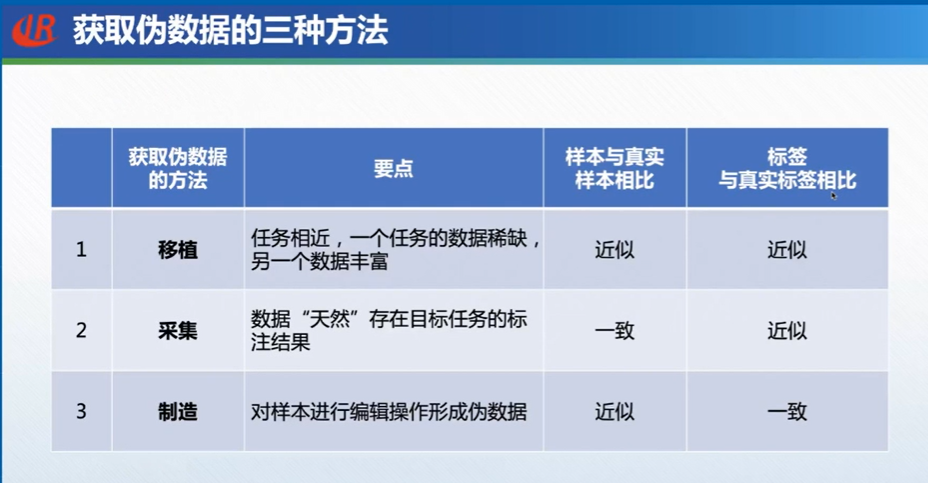 获取伪数据的三种方法
获取伪数据
的方法
要点
样本与真实
样本相比
标签
与真实标签相比
1
移植
任务相近，一个任务的数据稀缺，
另一个数据丰富
近似
近似
2
采集
数据“天然”存在目标任务的标
注结果
一致
近似
3
制造
对样本进行编辑操作形成伪数据
近似
一致